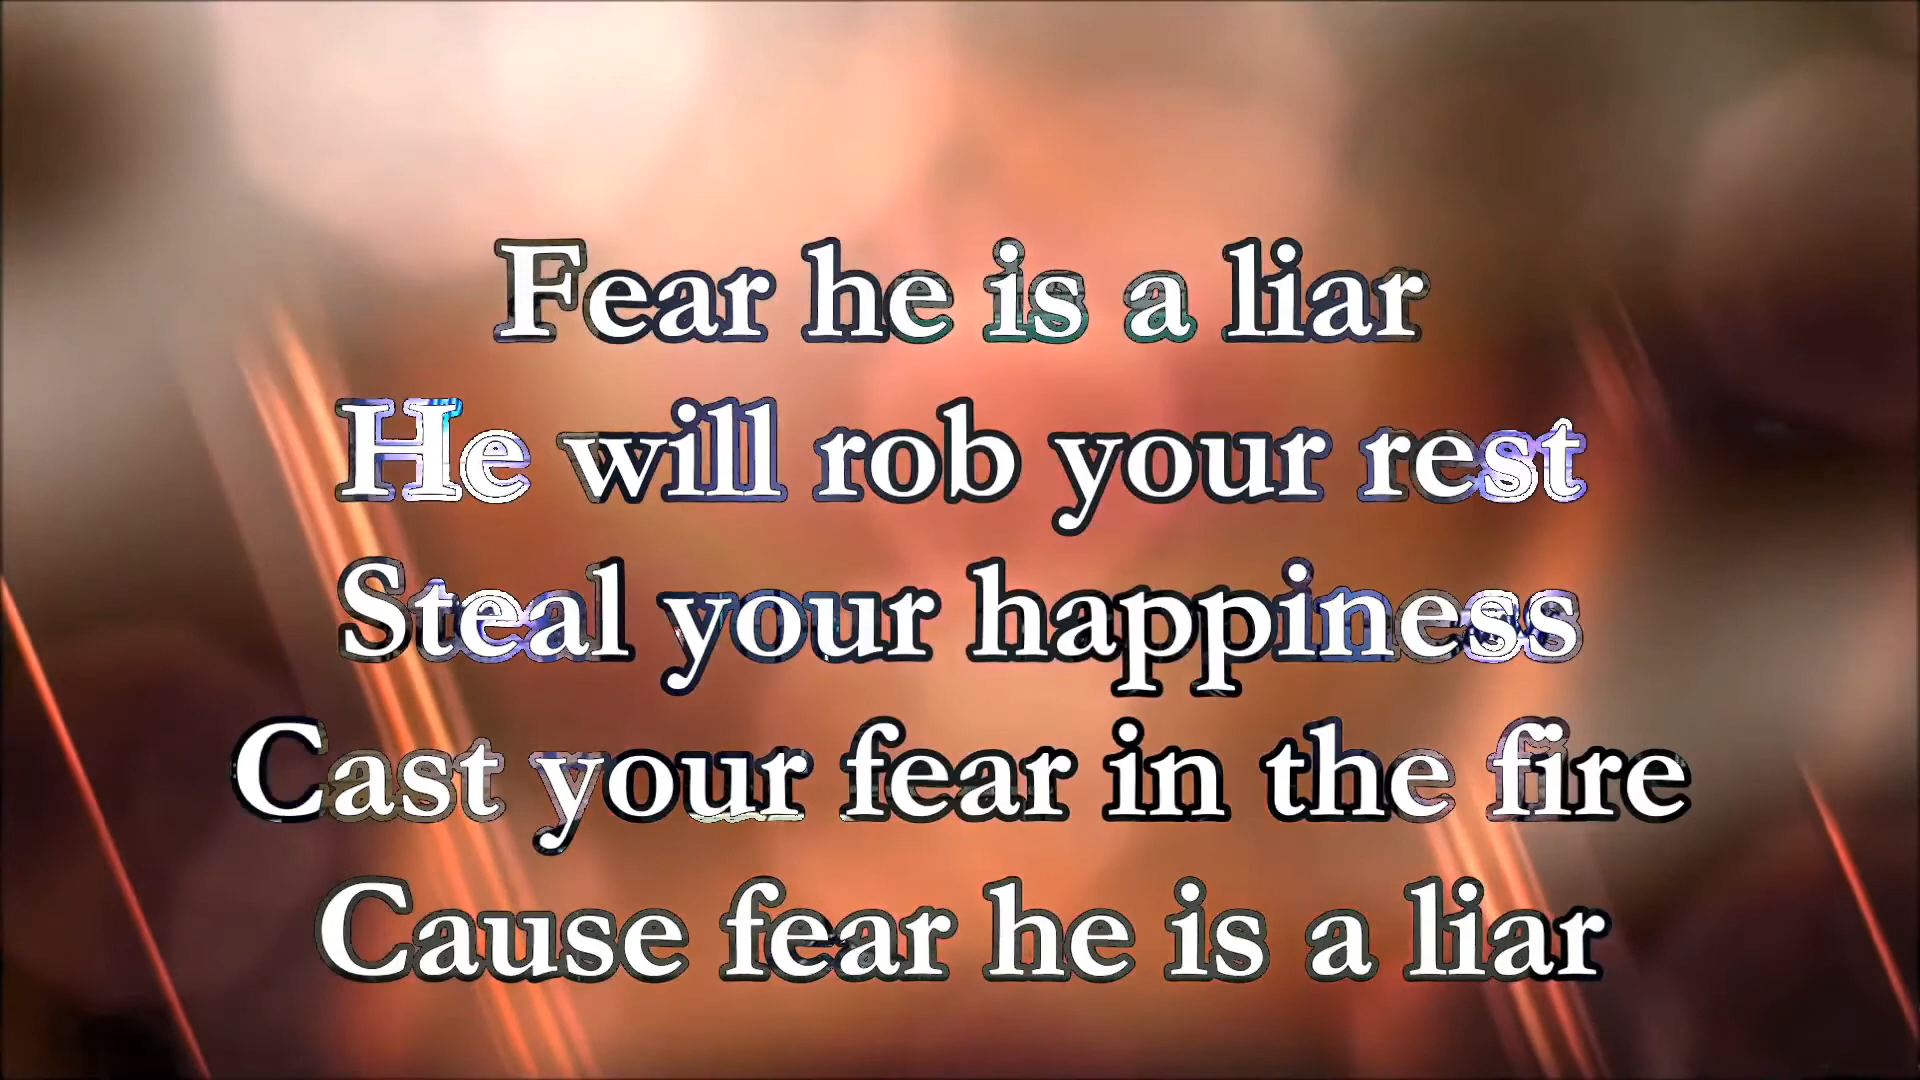 Fear he is a liar
He will rob your rest
Steal your happiness
Cast your fear in the fire
Cause fear he is a liar